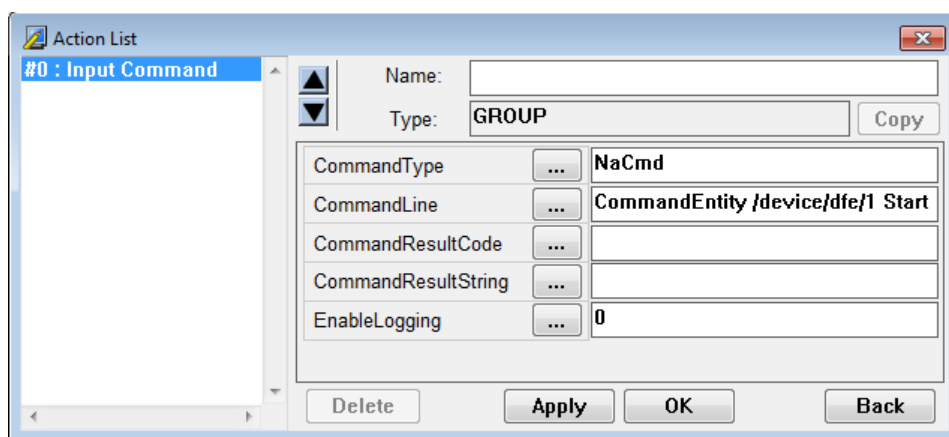 Action List
#0 : Input Command
Name:
Type: GROUP Copy
CommandType ... NaCmd
CommandLine ... CommandEntity /device/dfe/1 Start
CommandResultCode ...
CommandResultString ...
EnableLogging ... 0
Delete Apply OK Back